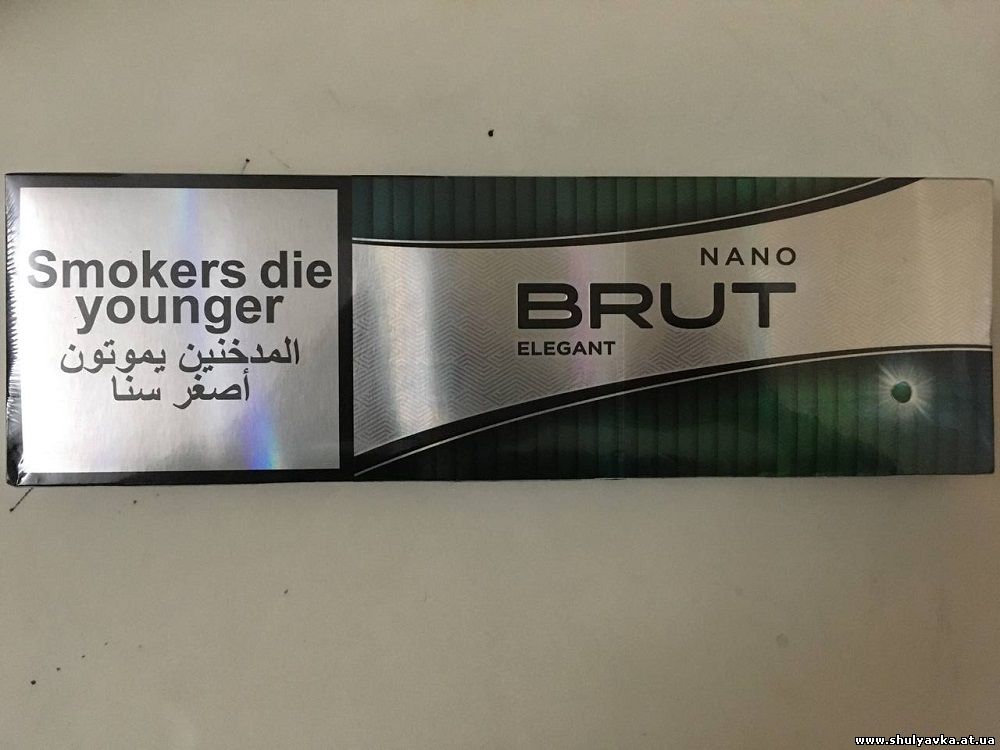 Smokers die
younger
المدخنين يموتون
أصغر سنا
NANO
BRUT
ELEGANT
www.shulyavka.at.ua